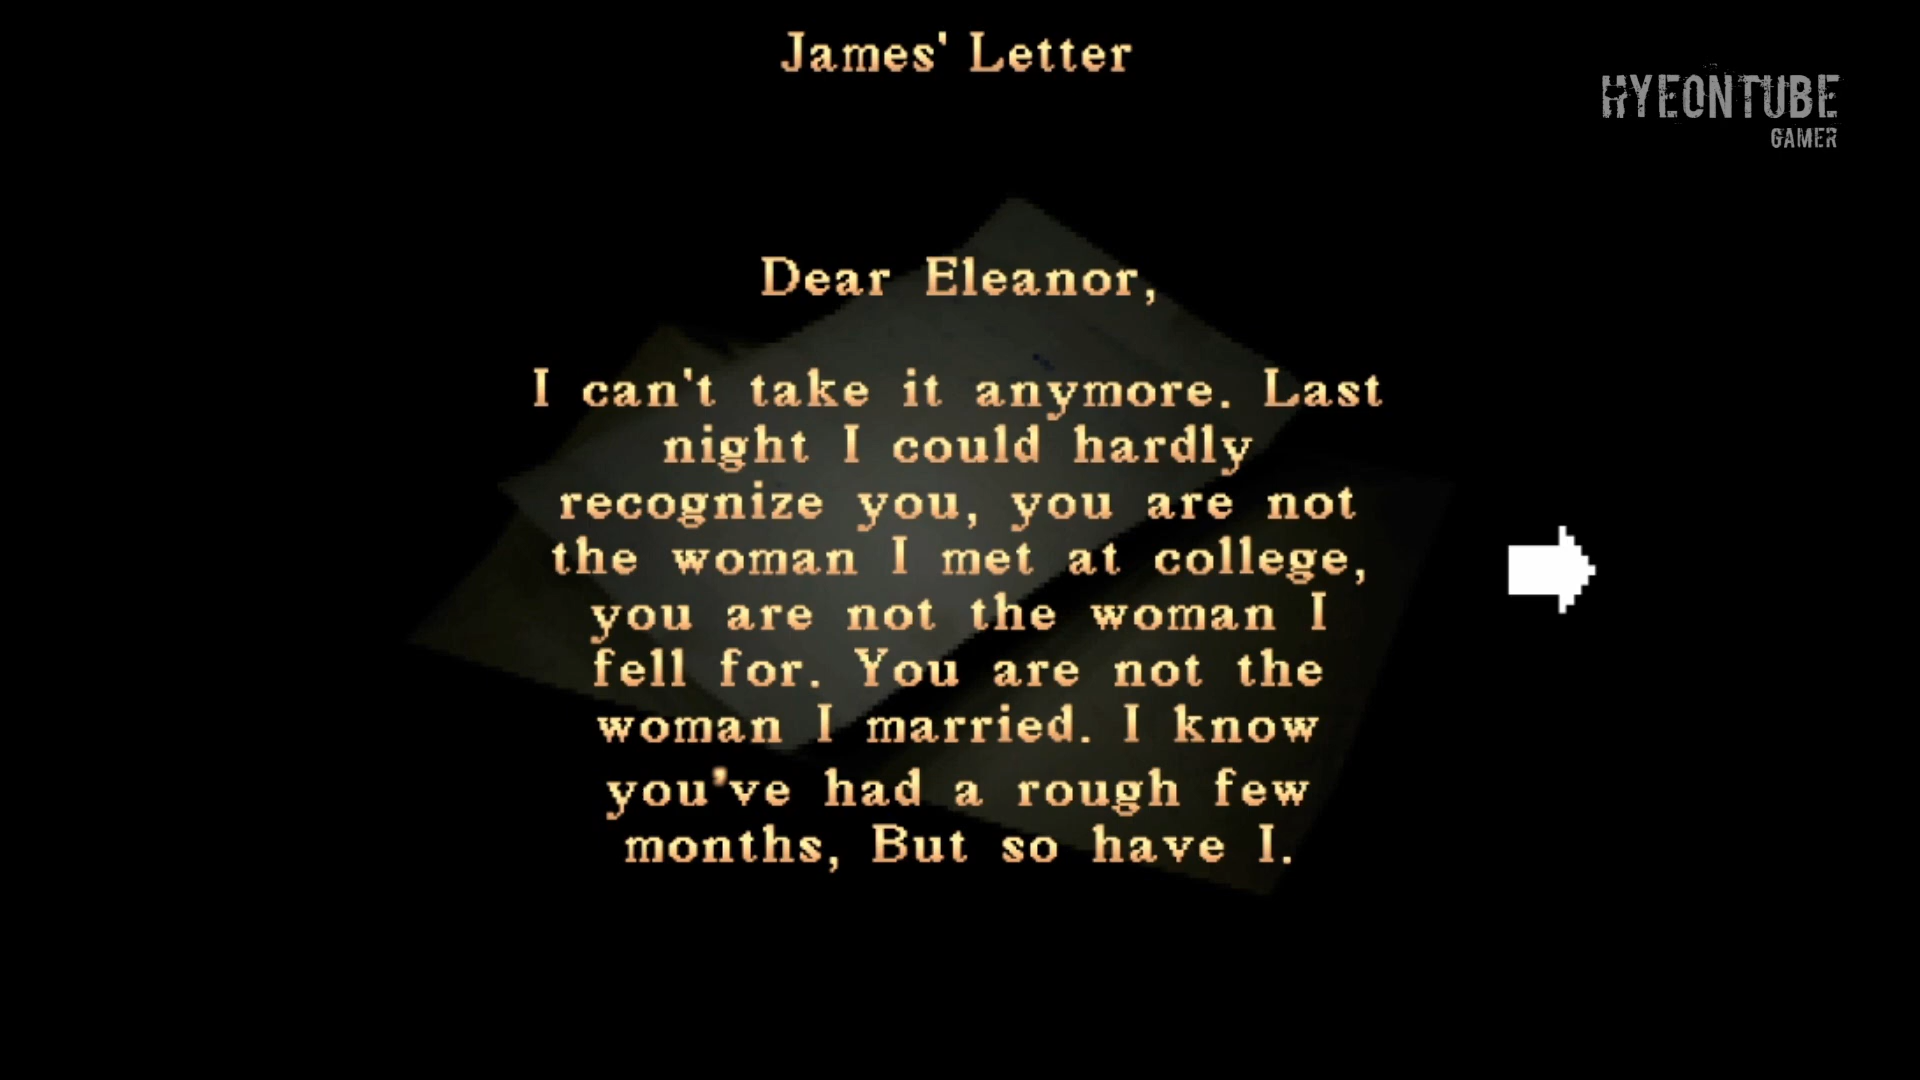 James' Letter
HYEONTUBE
GAMER
Dear Eleanor,
I can't take it anymore. Last
night I could hardly
recognize you, you are not
the woman I met at college,
you are not the woman I
fell for. You are not the
woman I married. I know
you've had a rough few
months, But so have I.